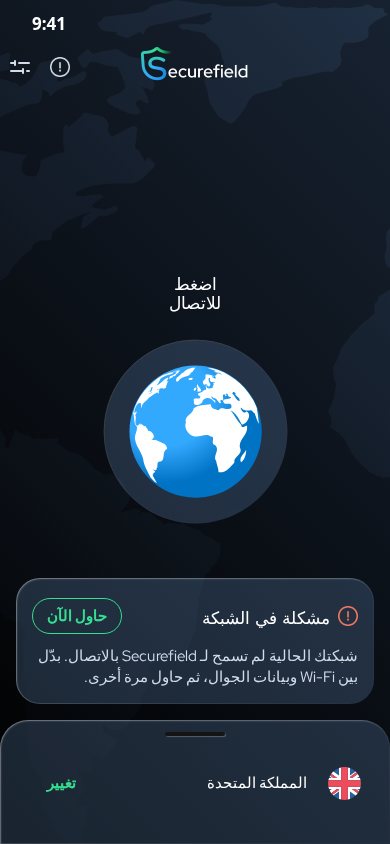 9:41
Securefield
اضغط
للاتصال
مشكلة في الشبكة
حاول الآن
شبكتك الحالية لم تسمح لـ Securefield بالاتصال. بدّل
بين Wi-Fi وبيانات الجوال، ثم حاول مرة أخرى.
المملكة المتحدة
تغيير